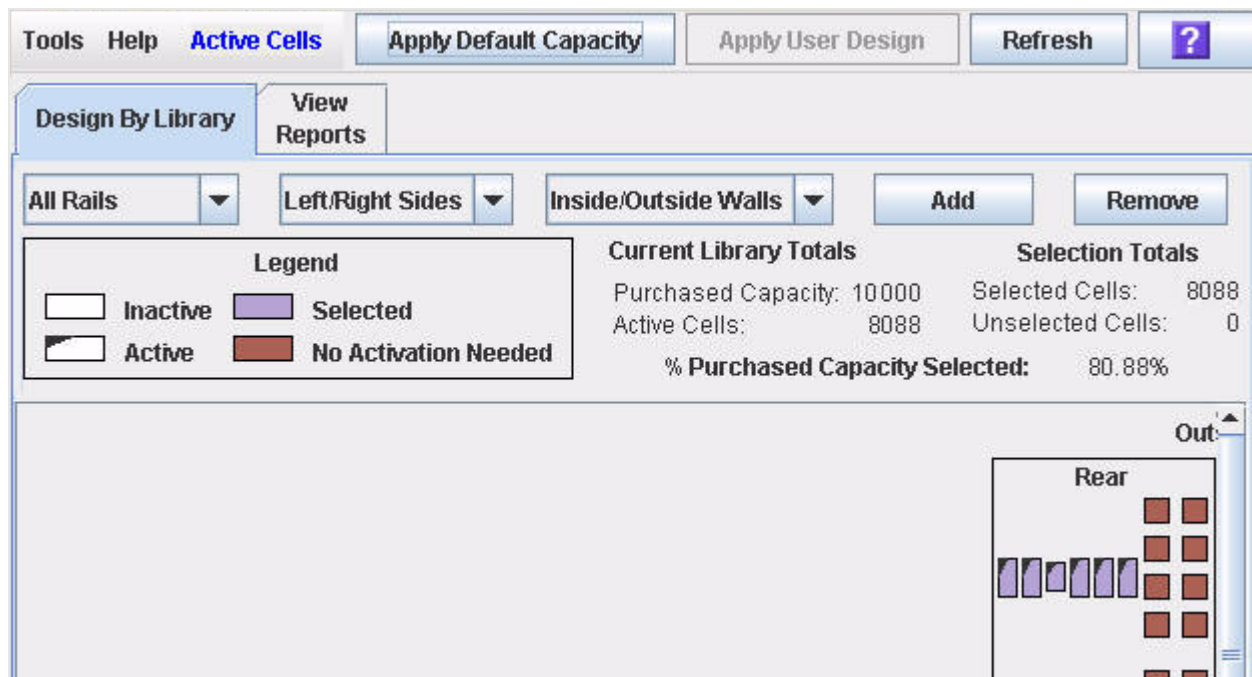 Tools Help Active Cells Apply Default Capacity Apply User Design Refresh ?
Design By Library
View
Reports
All Rails Left/Right Sides Inside/Outside Walls Add Remove
Legend
Inactive Selected
Active No Activation Needed
Current Library Totals
Purchased Capacity: 10000
Active Cells: 8088
Selection Totals
Selected Cells: 8088
Unselected Cells: 0
% Purchased Capacity Selected: 80.88%
Rear